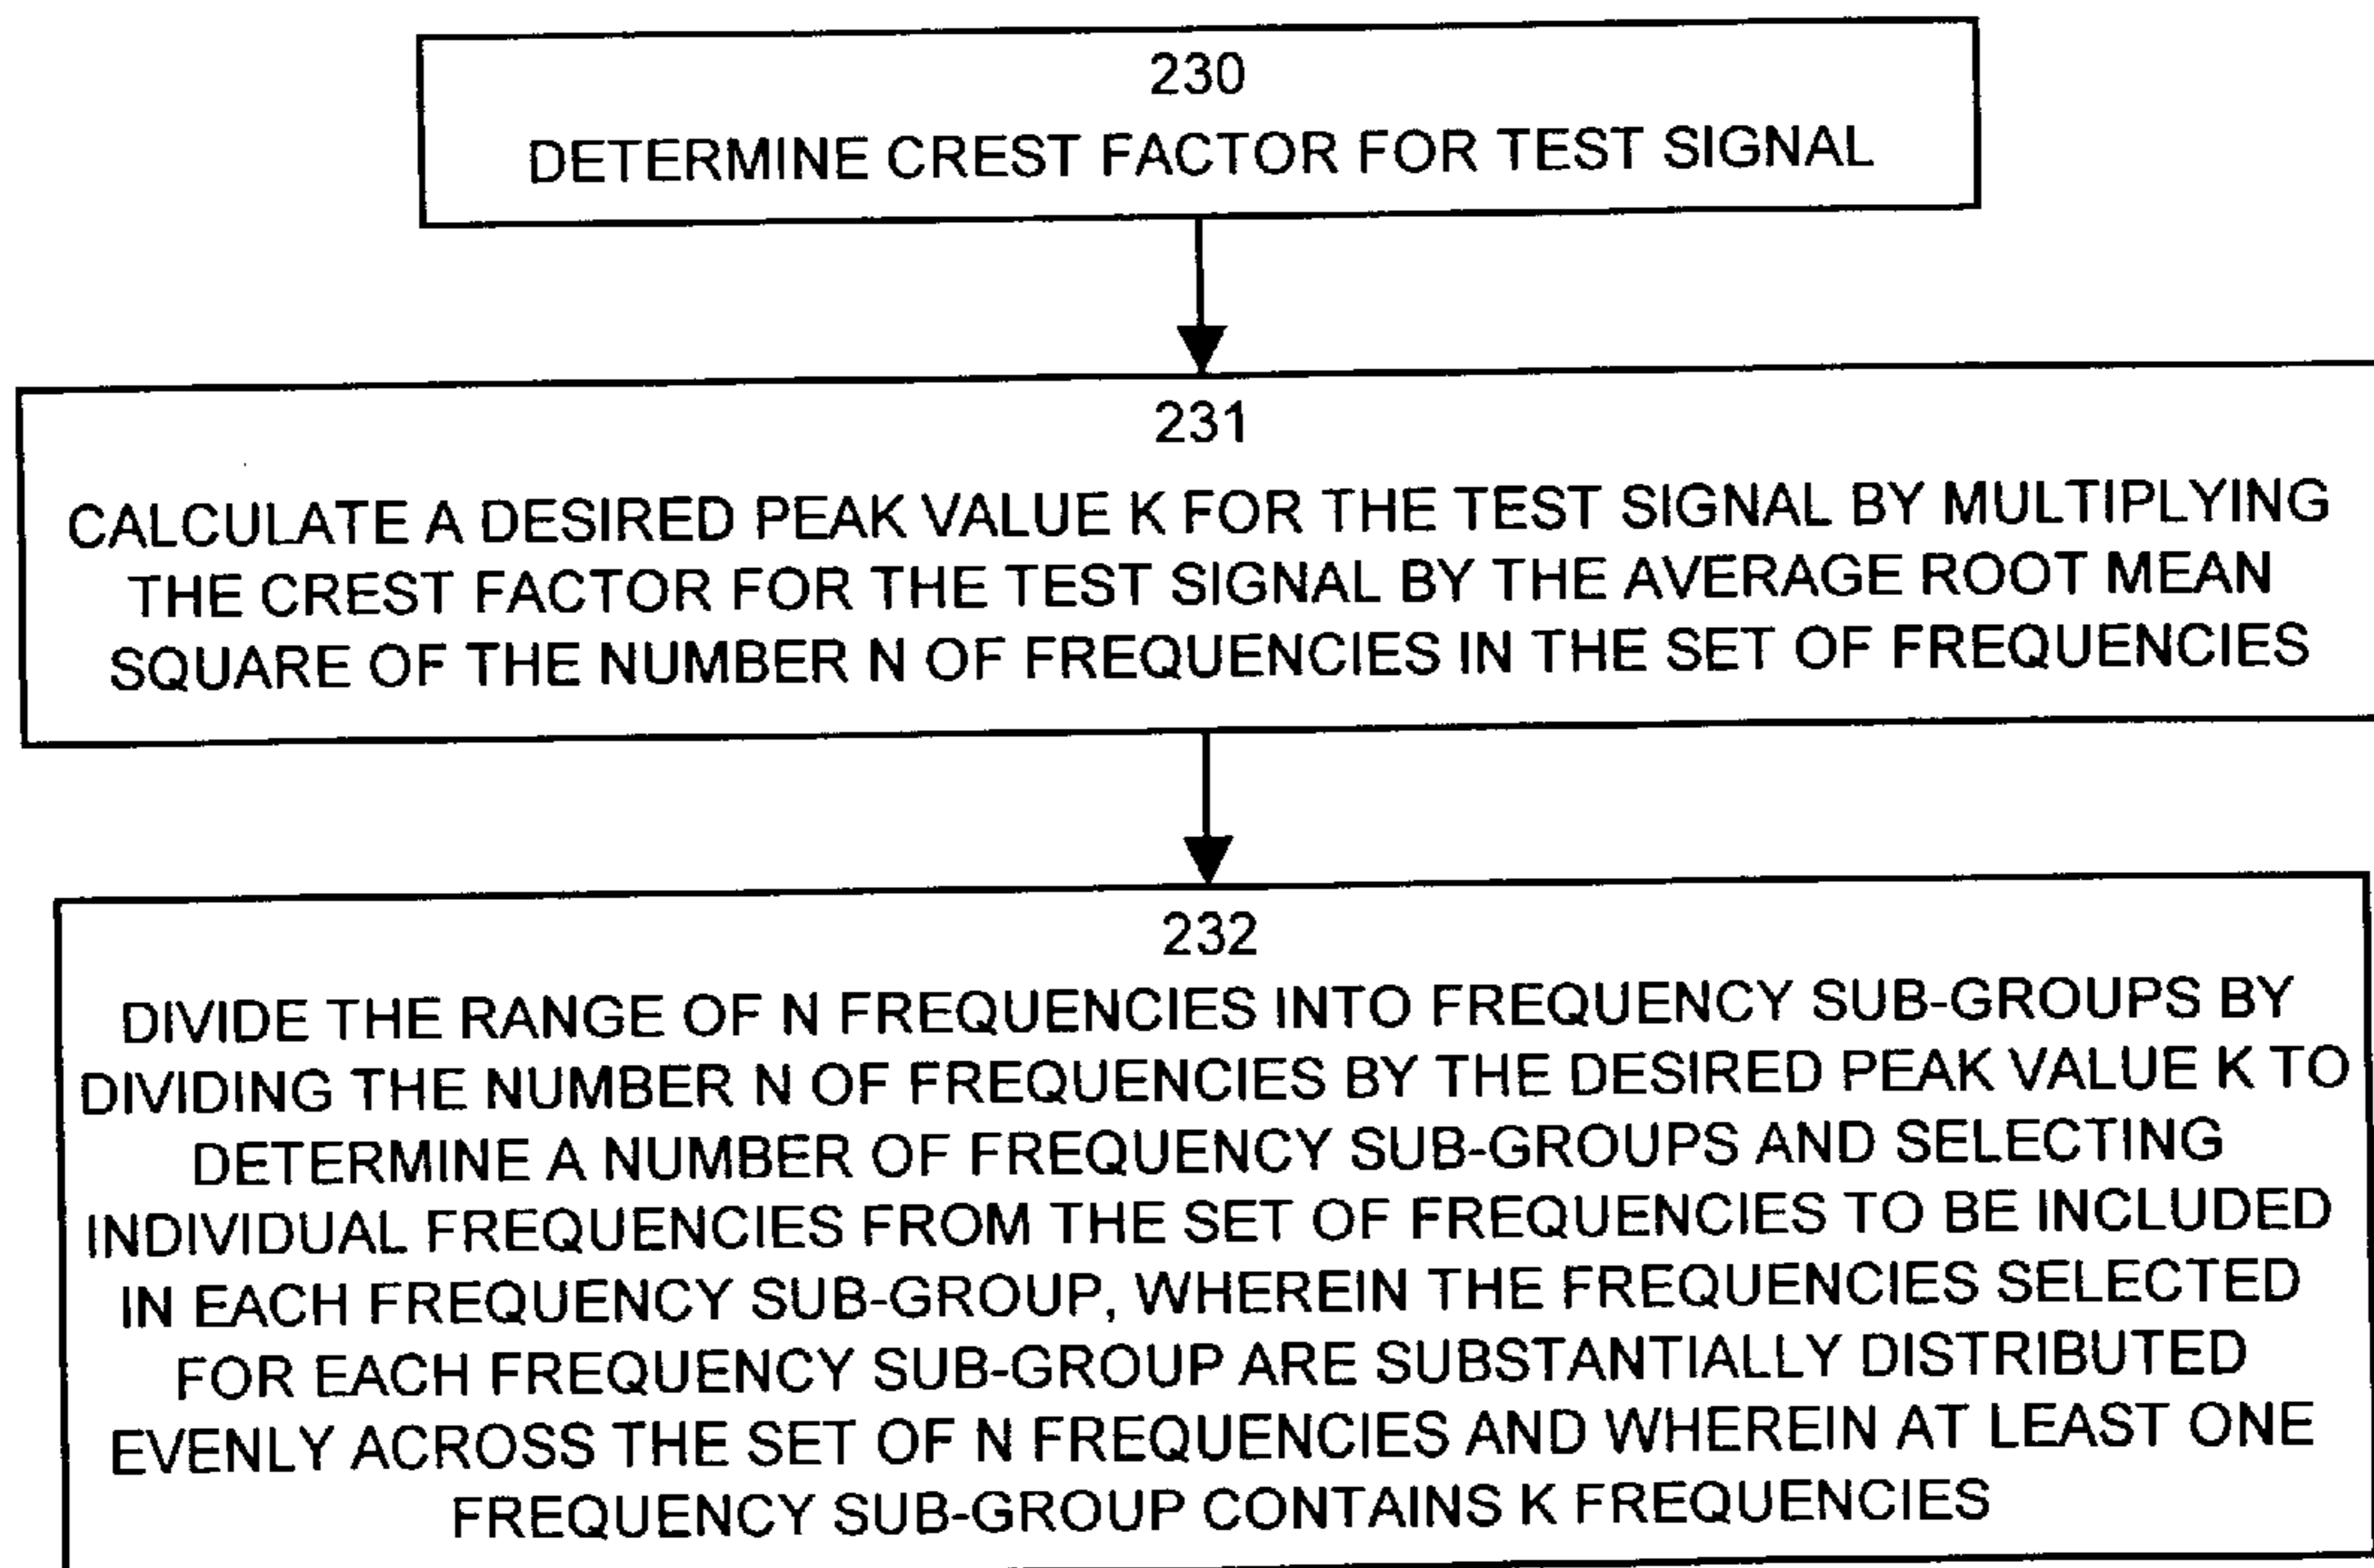 230
DETERMINE CREST FACTOR FOR TEST SIGNAL
231
CALCULATE A DESIRED PEAK VALUE K FOR THE TEST SIGNAL BY MULTIPLYING
THE CREST FACTOR FOR THE TEST SIGNAL BY THE AVERAGE ROOT MEAN
SQUARE OF THE NUMBER N OF FREQUENCIES IN THE SET OF FREQUENCIES
232
DIVIDE THE RANGE OF N FREQUENCIES INTO FREQUENCY SUB-GROUPS BY
DIVIDING THE NUMBER N OF FREQUENCIES BY THE DESIRED PEAK VALUE K TO
DETERMINE A NUMBER OF FREQUENCY SUB-GROUPS AND SELECTING
INDIVIDUAL FREQUENCIES FROM THE SET OF FREQUENCIES TO BE INCLUDED
IN EACH FREQUENCY SUB-GROUP, WHEREIN THE FREQUENCIES SELECTED
FOR EACH FREQUENCY SUB-GROUP ARE SUBSTANTIALLY DISTRIBUTED
EVENLY ACROSS THE SET OF N FREQUENCIES AND WHEREIN AT LEAST ONE
FREQUENCY SUB-GROUP CONTAINS K FREQUENCIES